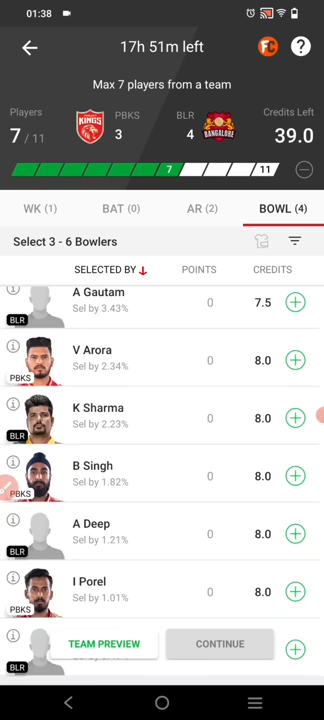 01:38
17h 51m left
FC
?
Max 7 players from a team
Players
7 / 11
KINGS
PBKS
3
BLR
4
BANGALORE
Credits Left
39.0
7
11
WK (1)
BAT (0)
AR (2)
BOWL (4)
Select 3 - 6 Bowlers
SELECTED BY
POINTS
CREDITS
A Gautam
Sel by 3.43%
0
7.5
BLR
V Arora
Sel by 2.34%
0
8.0
PBKS
K Sharma
Sel by 2.23%
0
8.0
BLR
B Singh
Sel by 1.82%
0
8.0
PBKS
A Deep
Sel by 1.21%
0
8.0
BLR
I Porel
Sel by 1.01%
0
8.0
PBKS
TEAM PREVIEW
CONTINUE
BLR